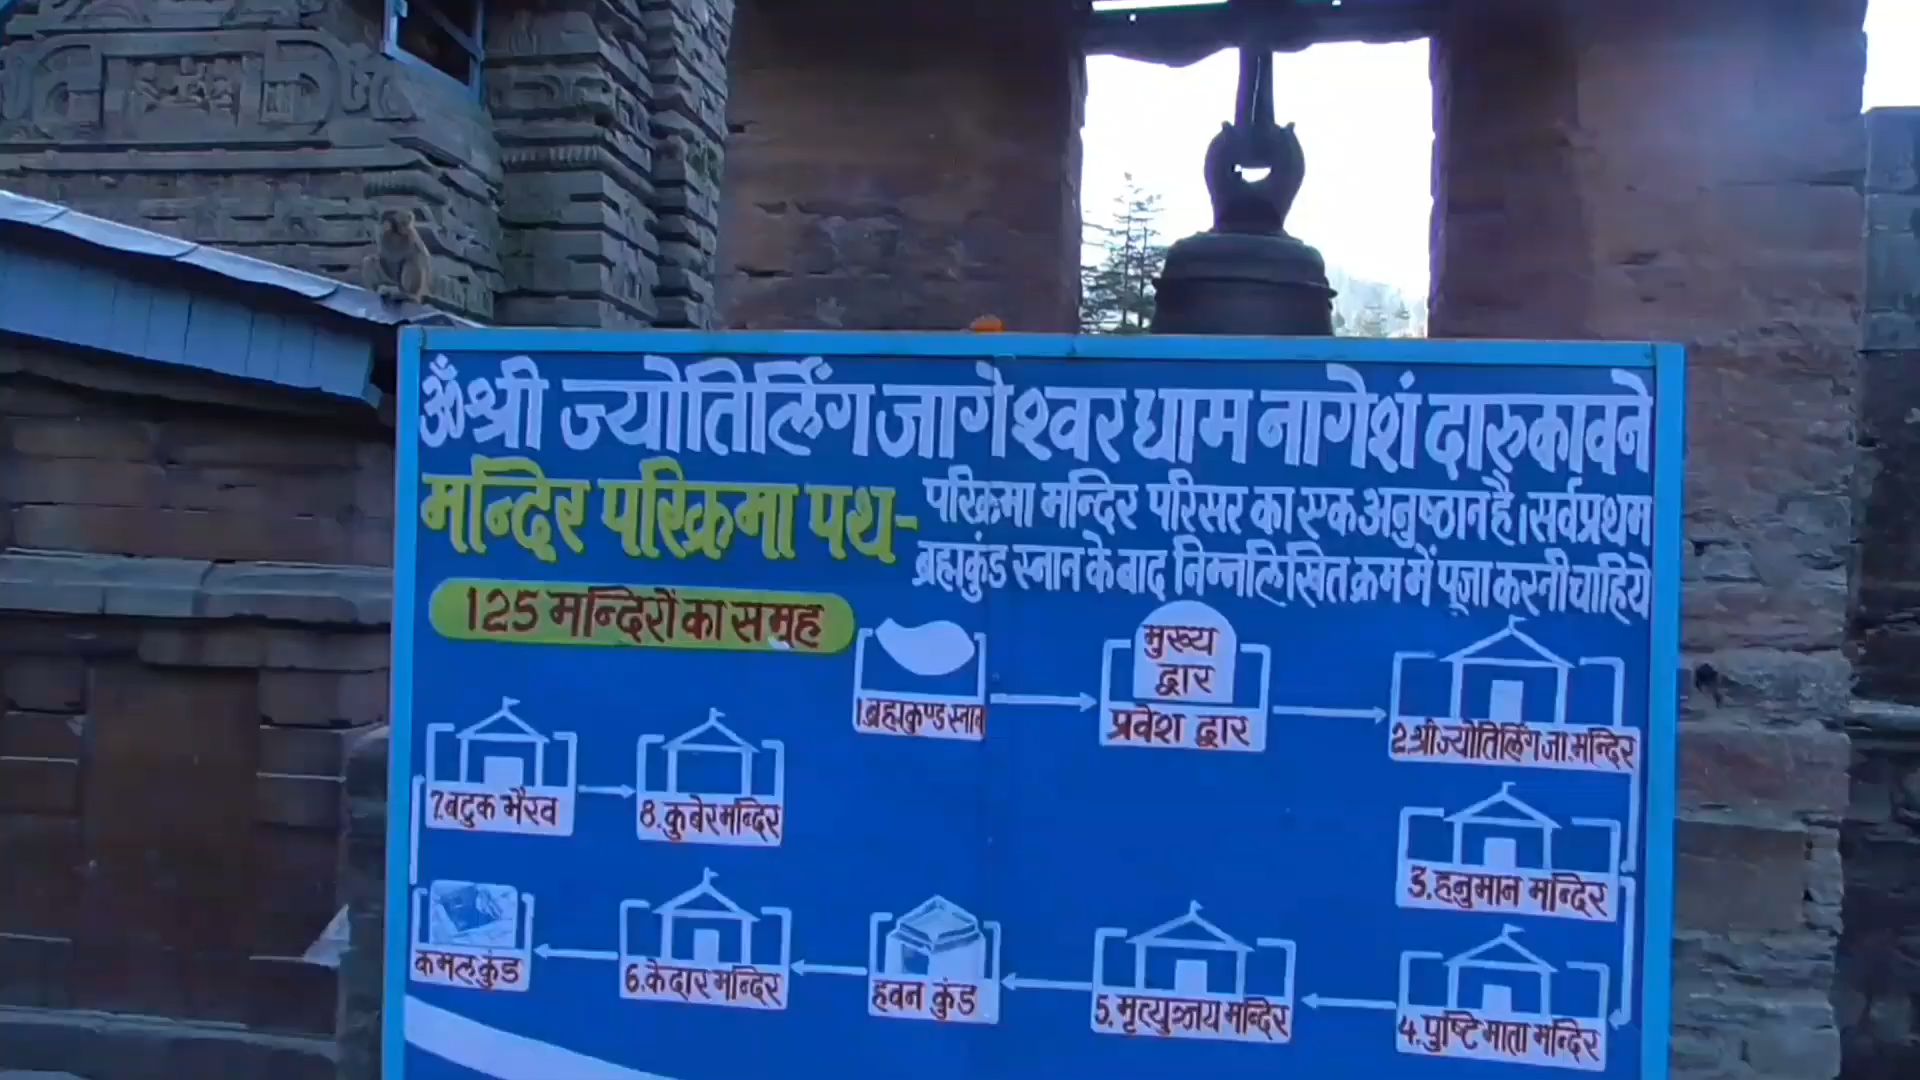 ॐ श्री ज्योतिर्लिंग जागेश्वर धाम नागेशं दारुकावने
मन्दिर परिक्रमा पथ-
परिक्रमा मन्दिर परिसर का एक अनुष्ठान है। सर्वप्रथम
ब्रह्मकुंड स्नान के बाद निम्नलिखित क्रम में पूजा करनी चाहिये
125 मन्दिरों का समूह
1. ब्रह्मकुण्ड स्नान
मुख्य
द्वार
प्रवेश द्वार
2. श्री ज्योतिर्लिंग जा. मन्दिर
3. हनुमान मन्दिर
4. पुष्टि माता मन्दिर
5. मृत्युञ्जय मन्दिर
हवन कुंड
6. केदार मन्दिर
कमल कुंड
7. बटुक भैरव
8. कुबेर मन्दिर